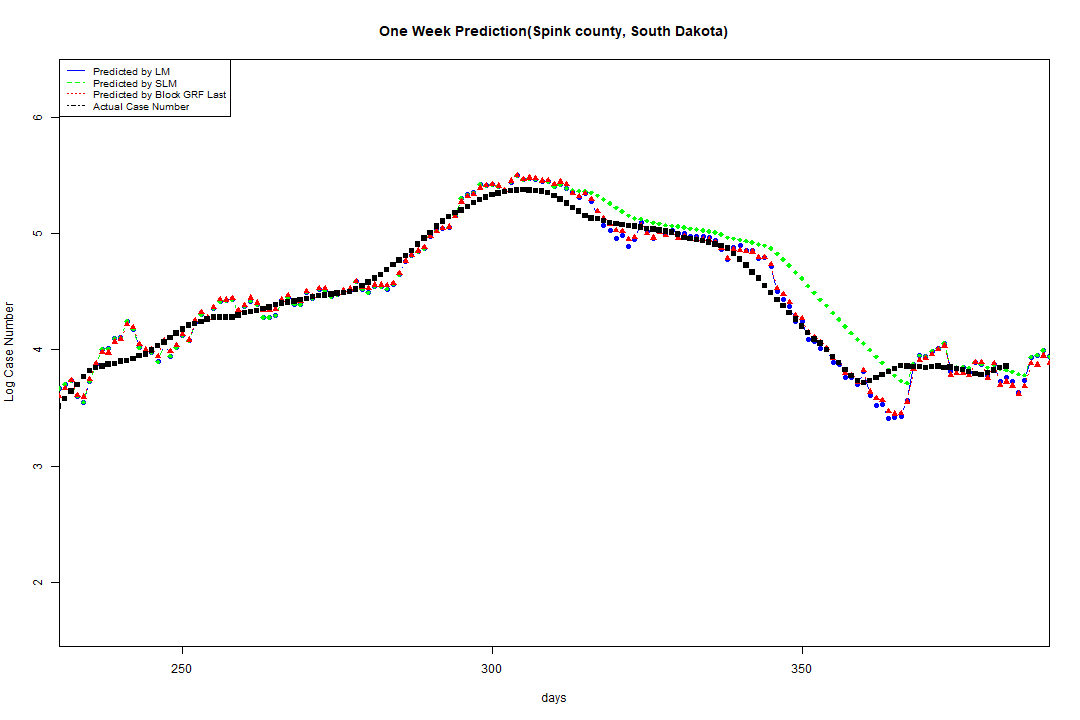 One Week Prediction(Spink county, South Dakota)
Predicted by LM
Predicted by SLM
Predicted by Block GRF Last
Actual Case Number
6
5
4
3
2
Log Case Number
250
300
350
days